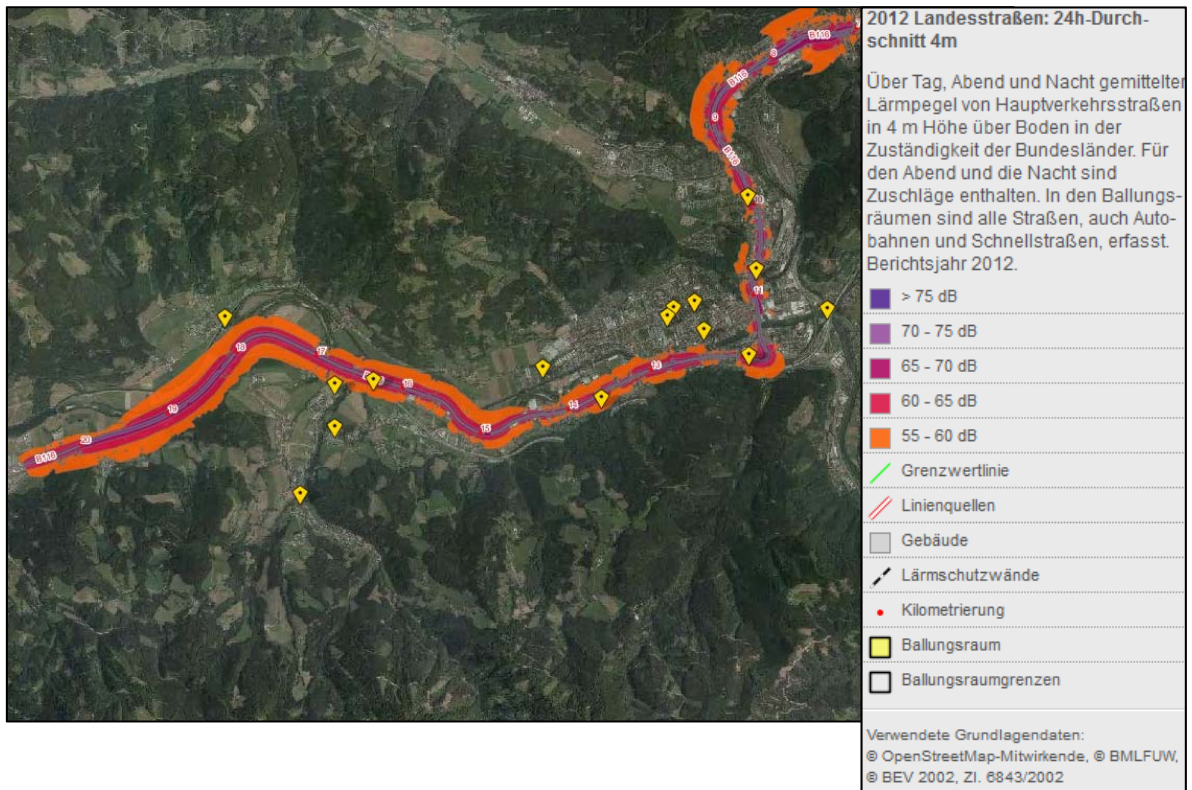 B116
8
B116
9
B116
10
11
18
17
16
13
19
14
15
20
B116
2012 Landesstraßen: 24h-Durch-
schnitt 4m
Über Tag, Abend und Nacht gemittelter
Lärmpegel von Hauptverkehrsstraßen
in 4 m Höhe über Boden in der
Zuständigkeit der Bundesländer. Für
den Abend und die Nacht sind
Zuschläge enthalten. In den Ballungs-
räumen sind alle Straßen, auch Auto-
bahnen und Schnellstraßen, erfasst.
Berichtsjahr 2012.
> 75 dB
70 - 75 dB
65 - 70 dB
60 - 65 dB
55 - 60 dB
Grenzwertlinie
Linienquellen
Gebäude
Lärmschutzwände
Kilometrierung
Ballungsraum
Ballungsraumgrenzen
Verwendete Grundlagendaten:
© OpenStreetMap-Mitwirkende, © BMLFUW,
© BEV 2002, Zl. 6843/2002